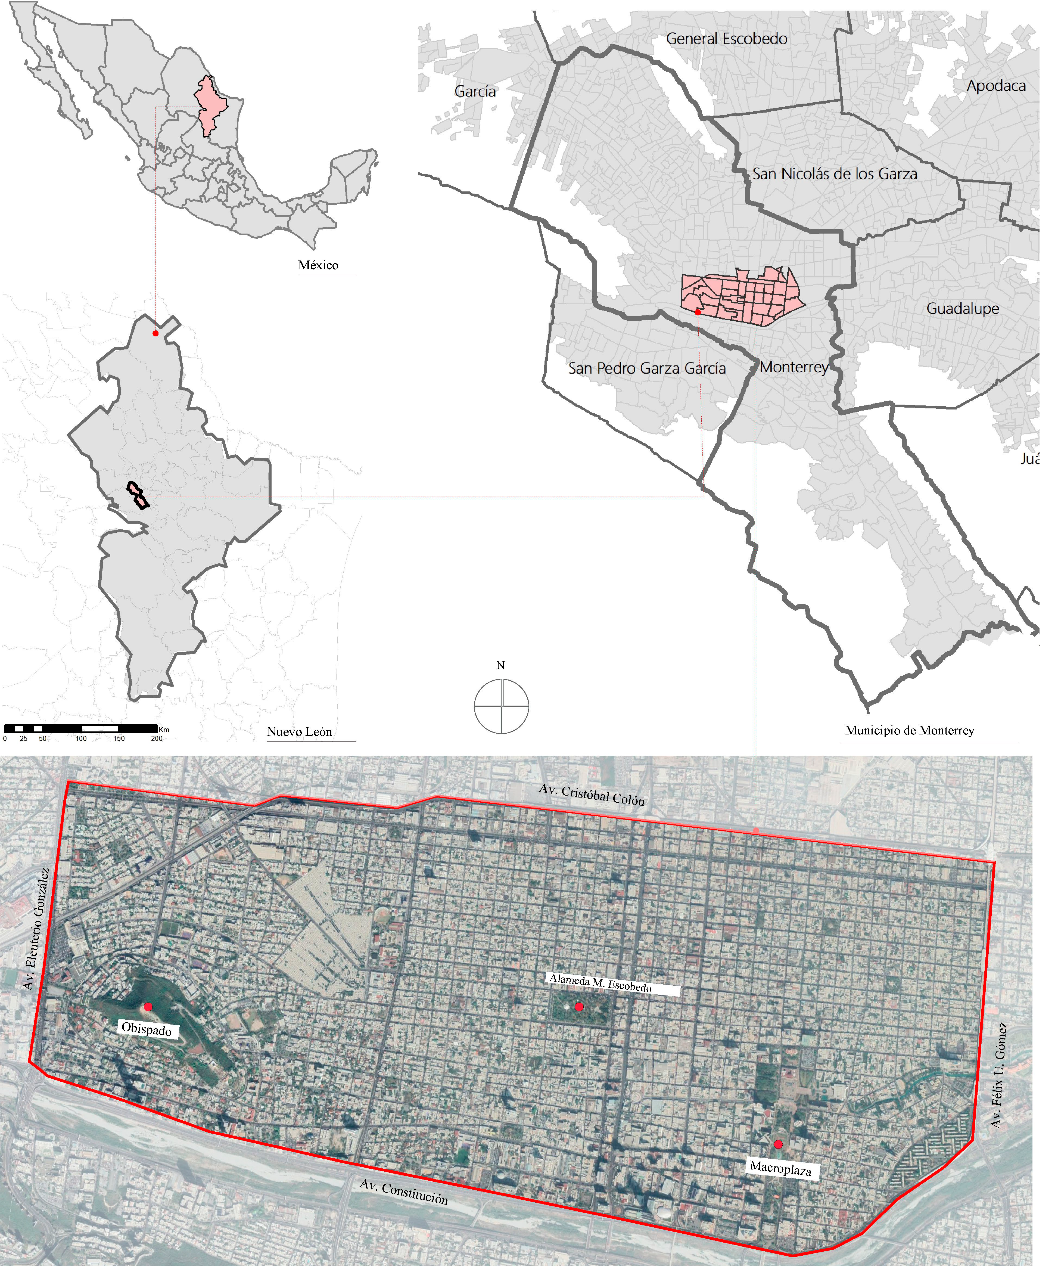 General Escobedo
García
Apodaca
San Nicolás de los Garza
México
Guadalupe
San Pedro Garza García
Monterrey
Juá
N
Km
0 25 50 100 150 200
Nuevo León
Municipio de Monterrey
Av. Cristóbal Colón
Av. Eleuterio González
Alameda M. Escobedo
Obispado
Av. Félix U. Gómez
Macroplaza
Av. Constitución